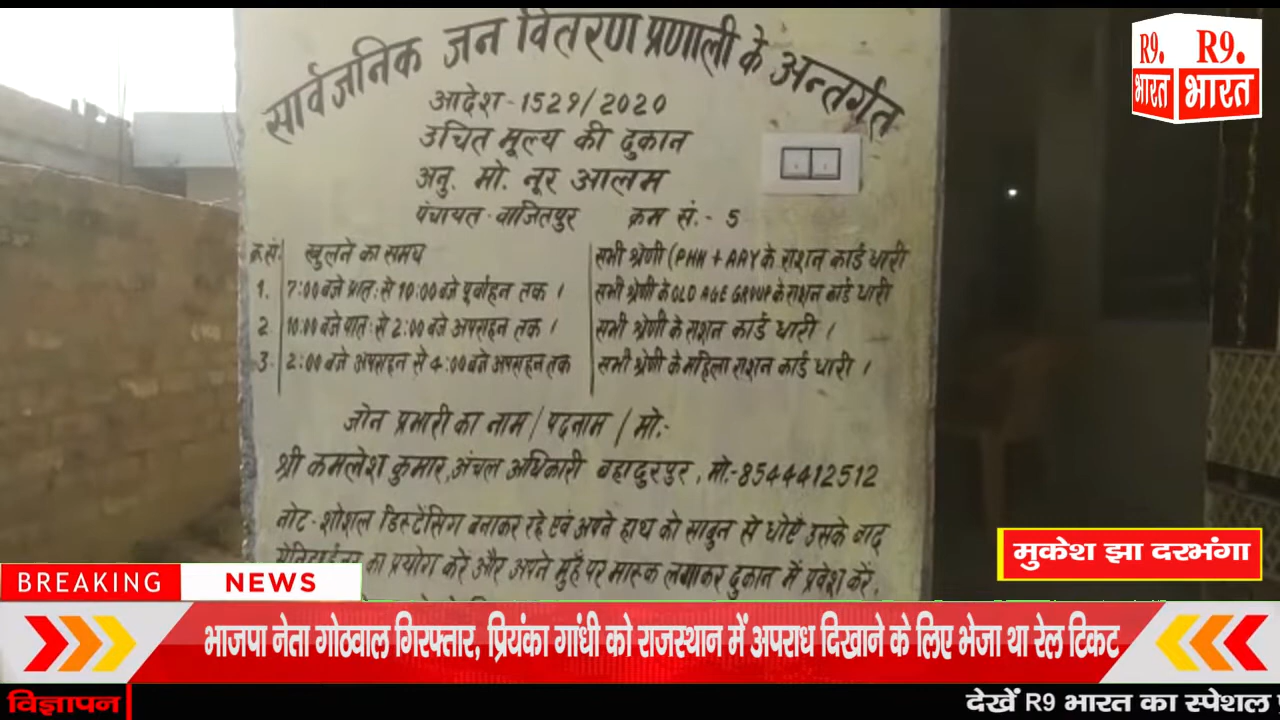 सार्वजनिक जन वितरण प्रणाली के अन्तर्गत
आदेश-1529/2020
उचित मूल्य की दुकान
अनु. मो. नूर आलम
पंचायत-वाजितपुर क्रम सं.- 5
क्र.सं. खुलने का समय सभी श्रेणी (PHH + AAY के राशन कार्ड धारी
1. 7:00 बजे प्रात: से 10:00 बजे पूर्वाहन तक । सभी श्रेणी के OLD AGE GROUP के राशन कार्ड धारी
2. 10:00 बजे पात: से 2:00 बजे अपराहन तक । सभी श्रेणी के राशन कार्ड धारी ।
3. 2:00 बजे अपराहन से 4:00 बजे अपराहन तक सभी श्रेणी के महिला राशन कार्ड धारी ।
जोन प्रभारी का नाम / पदनाम / मो:-
श्री कमलेश कुमार, अंचल अधिकारी बहादुरपुर, मो:-8544412512
नोट-शोशल डिस्टेसिग बनाकर रहे एवं अपने हाथ को साबुन से धोएँ उसके बाद
का प्रयोग करे और अपने मुँह पर मास्क लगाकर दुकान में प्रवेश करें.
R9.
भारत
R9.
भारत
मुकेश झा दरभंगा
BREAKING NEWS
भाजपा नेता गोठवाल गिरफ्तार, प्रियंका गांधी को राजस्थान में अपराध दिखाने के लिए भेजा था रेल टिकट
विज्ञापन देखें R9 भारत का स्पेशल